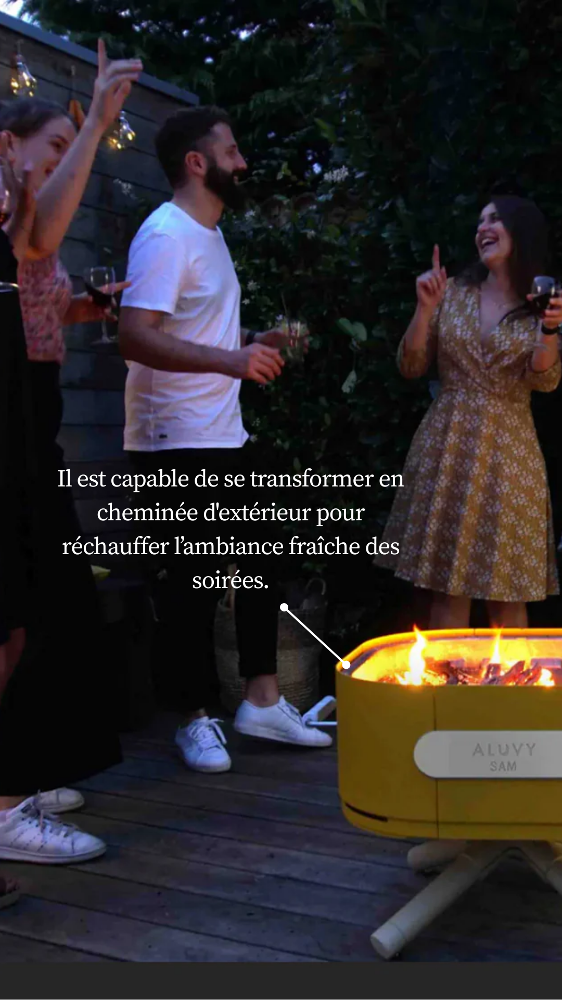 Il est capable de se transformer en
cheminée d'extérieur pour
réchauffer l’ambiance fraîche des
soirées.
ALUVY
SAM